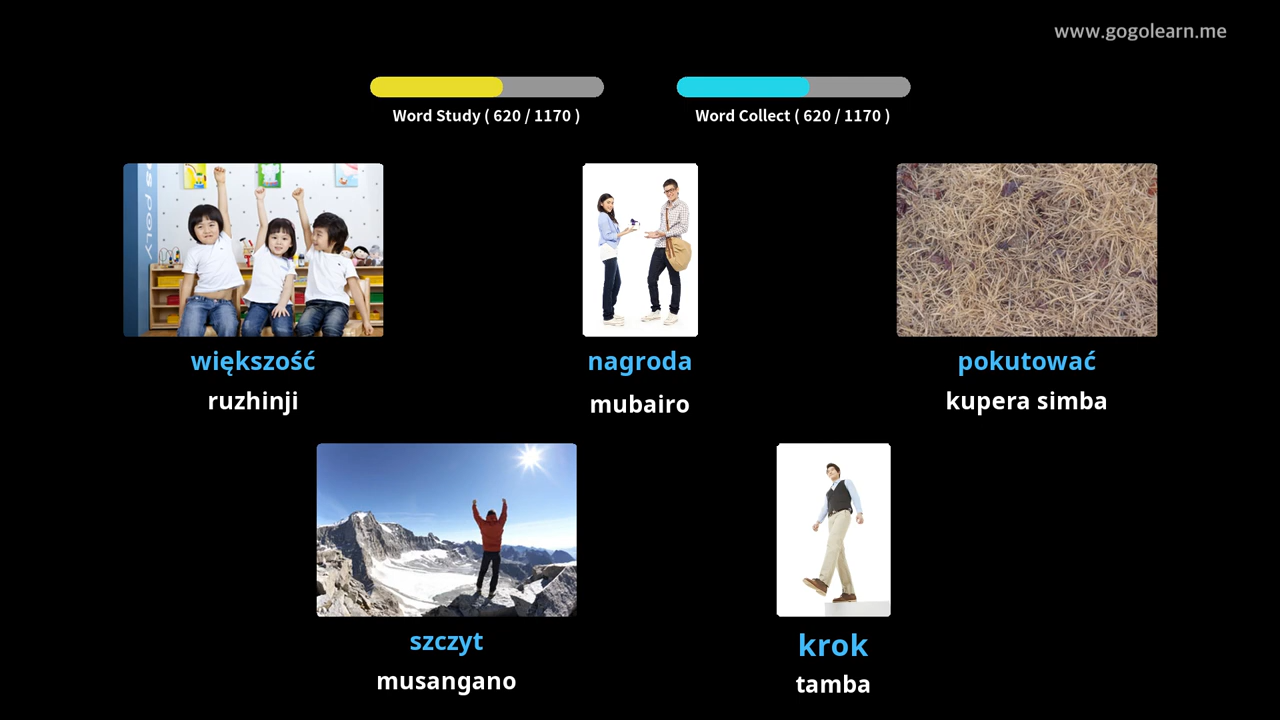 www.gogolearn.me
Word Study ( 620 / 1170 )
Word Collect ( 620 / 1170 )
większość
ruzhinji
nagroda
mubairo
pokutować
kupera simba
szczyt
musangano
krok
tamba